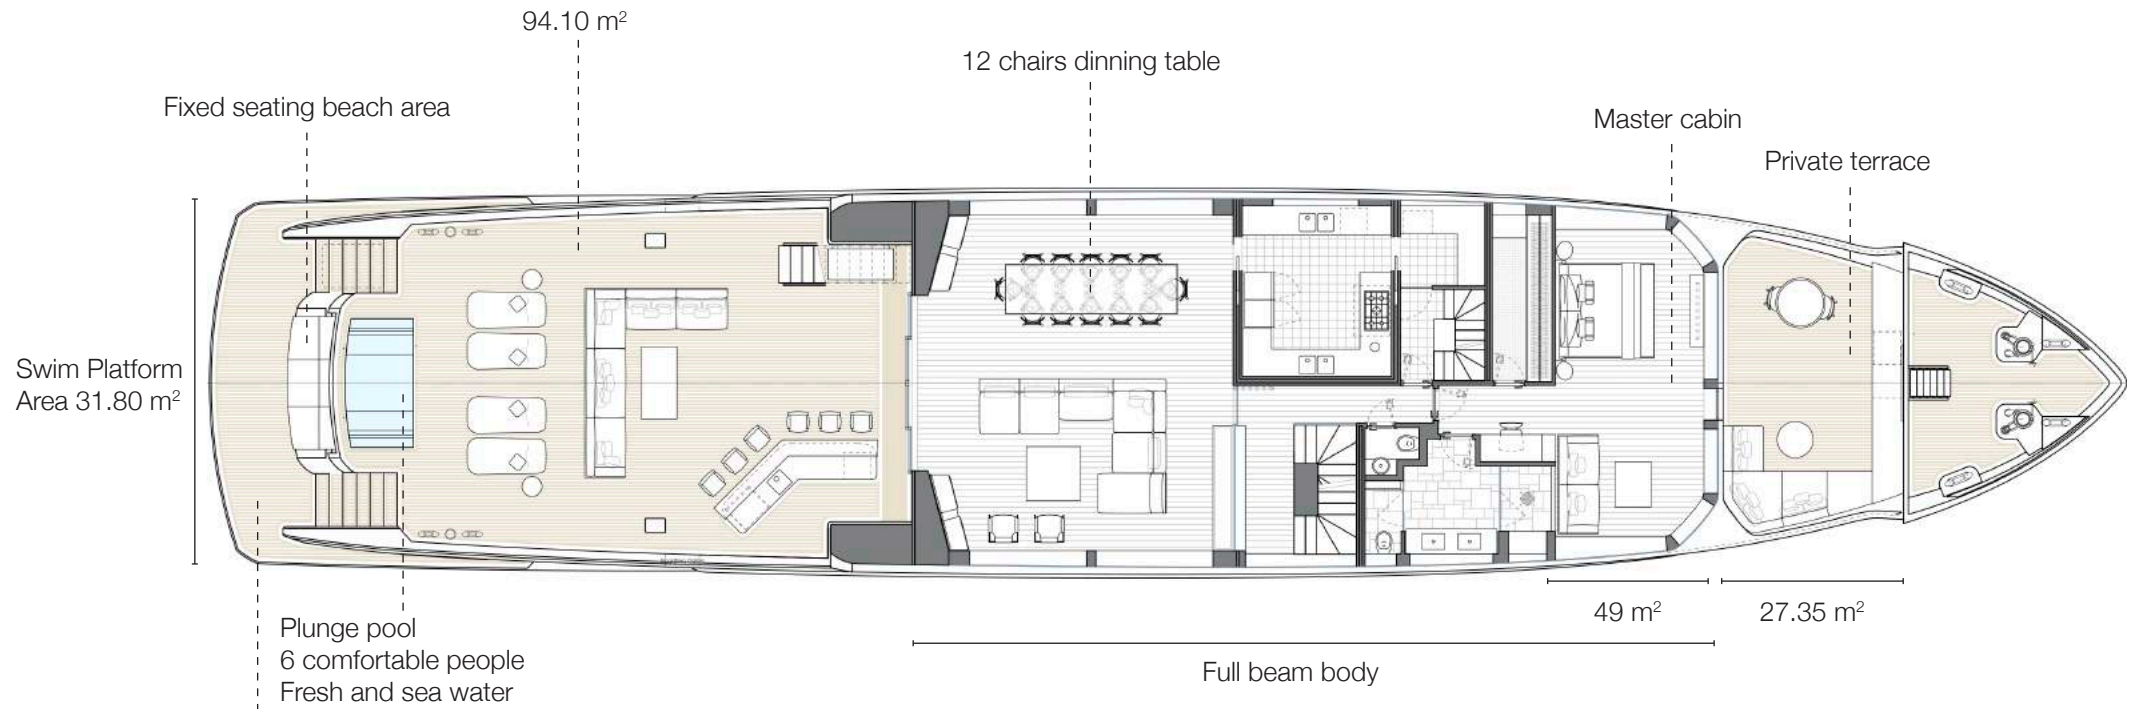 94.10 m²
12 chairs dinning table
Fixed seating beach area
Master cabin
Private terrace
Swim Platform
Area 31.80 m²
49 m²
27.35 m²
Plunge pool
6 comfortable people
Fresh and sea water
Full beam body